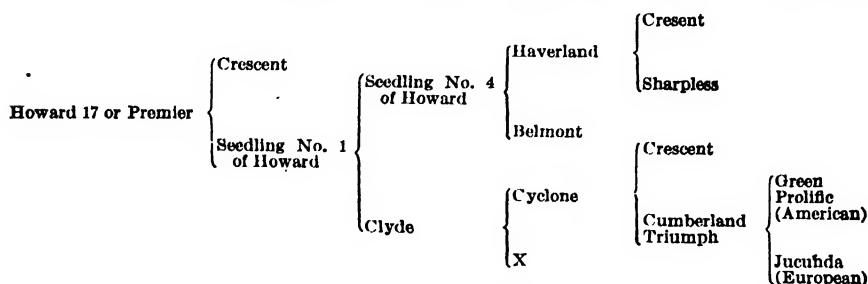 Howard 17 or Premier
Crescent
Seedling No. 1
of Howard
Seedling No. 4
of Howard
Clyde
Haverland
Belmont
Cyclone
X
Cresent
Sharpless
Crescent
Cumberland
Triumph
Green
Prolific
(American)
Jucuhda
(European)